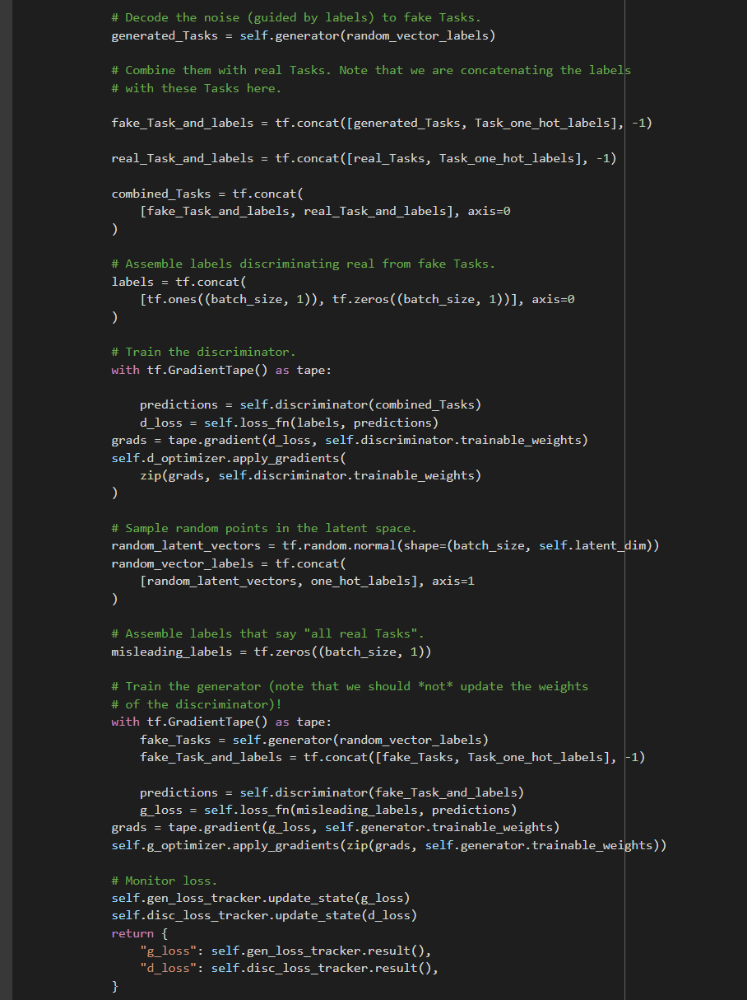 # Decode the noise (guided by labels) to fake Tasks.
generated_Tasks = self.generator(random_vector_labels)
# Combine them with real Tasks. Note that we are concatenating the labels
# with these Tasks here.
fake_Task_and_labels = tf.concat([generated_Tasks, Task_one_hot_labels], -1)
real_Task_and_labels = tf.concat([real_Tasks, Task_one_hot_labels], -1)
combined_Tasks = tf.concat(
[fake_Task_and_labels, real_Task_and_labels], axis=0
)
# Assemble labels discriminating real from fake Tasks.
labels = tf.concat(
[tf.ones((batch_size, 1)), tf.zeros((batch_size, 1))], axis=0
)
# Train the discriminator.
with tf.GradientTape() as tape:
predictions = self.discriminator(combined_Tasks)
d_loss = self.loss_fn(labels, predictions)
grads = tape.gradient(d_loss, self.discriminator.trainable_weights)
self.d_optimizer.apply_gradients(
zip(grads, self.discriminator.trainable_weights)
)
# Sample random points in the latent space.
random_latent_vectors = tf.random.normal(shape=(batch_size, self.latent_dim))
random_vector_labels = tf.concat(
[random_latent_vectors, one_hot_labels], axis=1
)
# Assemble labels that say "all real Tasks".
misleading_labels = tf.zeros((batch_size, 1))
# Train the generator (note that we should *not* update the weights
# of the discriminator)!
with tf.GradientTape() as tape:
fake_Tasks = self.generator(random_vector_labels)
fake_Task_and_labels = tf.concat([fake_Tasks, Task_one_hot_labels], -1)
predictions = self.discriminator(fake_Task_and_labels)
g_loss = self.loss_fn(misleading_labels, predictions)
grads = tape.gradient(g_loss, self.generator.trainable_weights)
self.g_optimizer.apply_gradients(zip(grads, self.generator.trainable_weights))
# Monitor loss.
self.gen_loss_tracker.update_state(g_loss)
self.disc_loss_tracker.update_state(d_loss)
return {
"g_loss": self.gen_loss_tracker.result(),
"d_loss": self.disc_loss_tracker.result(),
}